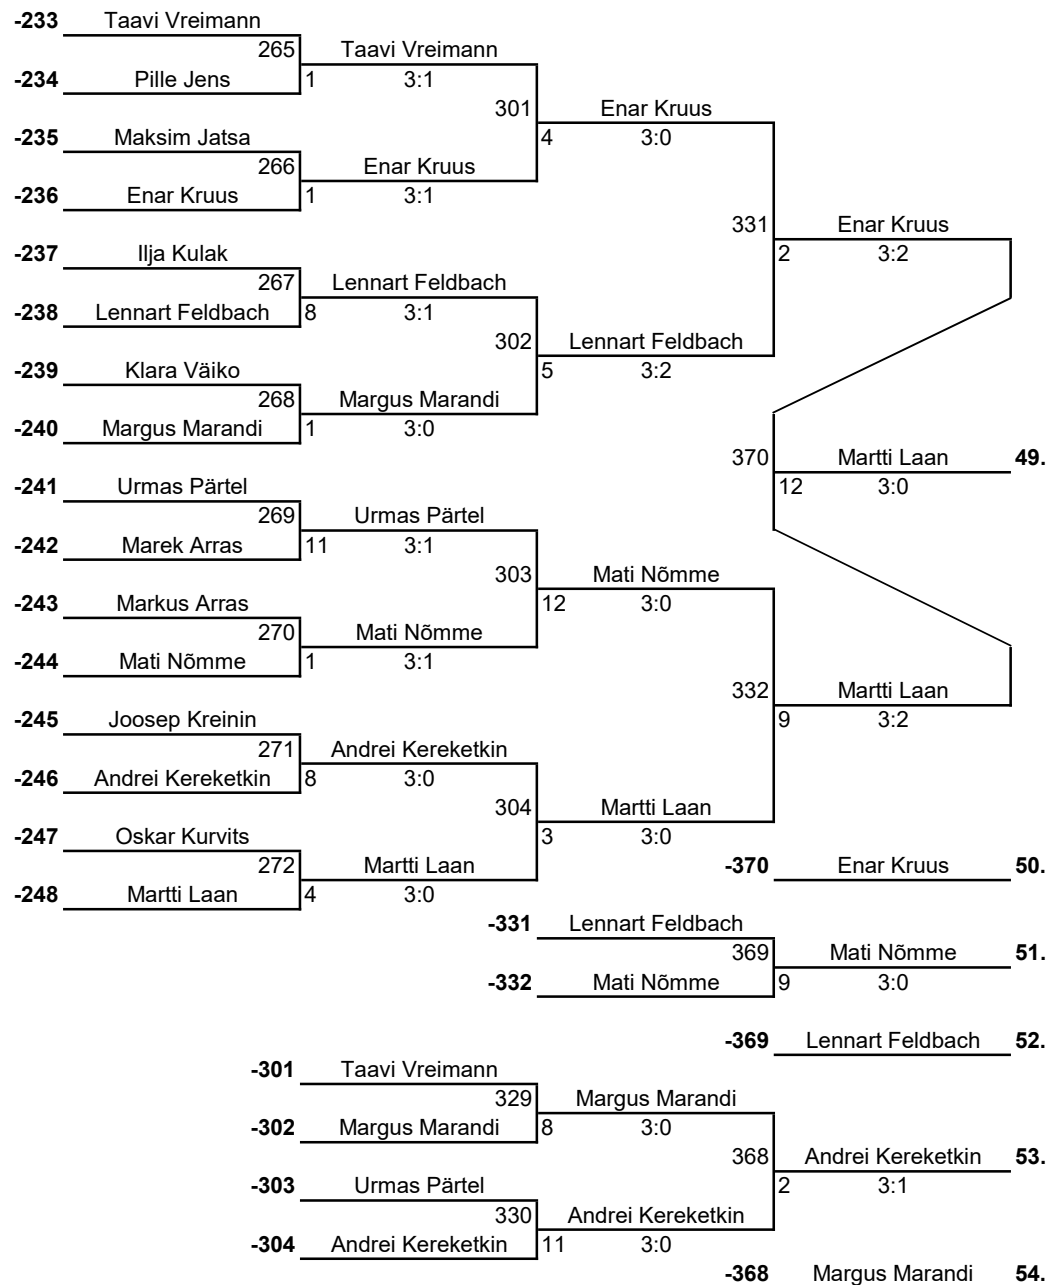 -233 Taavi Vreimann
265 Taavi Vreimann
-234 Pille Jens 1 3:1
301 Enar Kruus
-235 Maksim Jatsa 4 3:0
266 Enar Kruus
-236 Enar Kruus 1 3:1
331 Enar Kruus
-237 Ilja Kulak 2 3:2
267 Lennart Feldbach
-238 Lennart Feldbach 8 3:1
302 Lennart Feldbach
-239 Klara Väiko 5 3:2
268 Margus Marandi
-240 Margus Marandi 1 3:0
370 Martti Laan 49.
-241 Urmas Pärtel 12 3:0
269 Urmas Pärtel
-242 Marek Arras 11 3:1
303 Mati Nõmme
-243 Markus Arras 12 3:0
270 Mati Nõmme
-244 Mati Nõmme 1 3:1
332 Martti Laan
-245 Joosep Kreinin 9 3:2
271 Andrei Kereketkin
-246 Andrei Kereketkin 8 3:0
304 Martti Laan
-247 Oskar Kurvits 3 3:0
272 Martti Laan -370 Enar Kruus 50.
-248 Martti Laan 4 3:0
-331 Lennart Feldbach
369 Mati Nõmme 51.
-332 Mati Nõmme 9 3:0
-369 Lennart Feldbach 52.
-301 Taavi Vreimann
329 Margus Marandi
-302 Margus Marandi 8 3:0
368 Andrei Kereketkin 53.
-303 Urmas Pärtel 2 3:1
330 Andrei Kereketkin
-304 Andrei Kereketkin 11 3:0
-368 Margus Marandi 54.